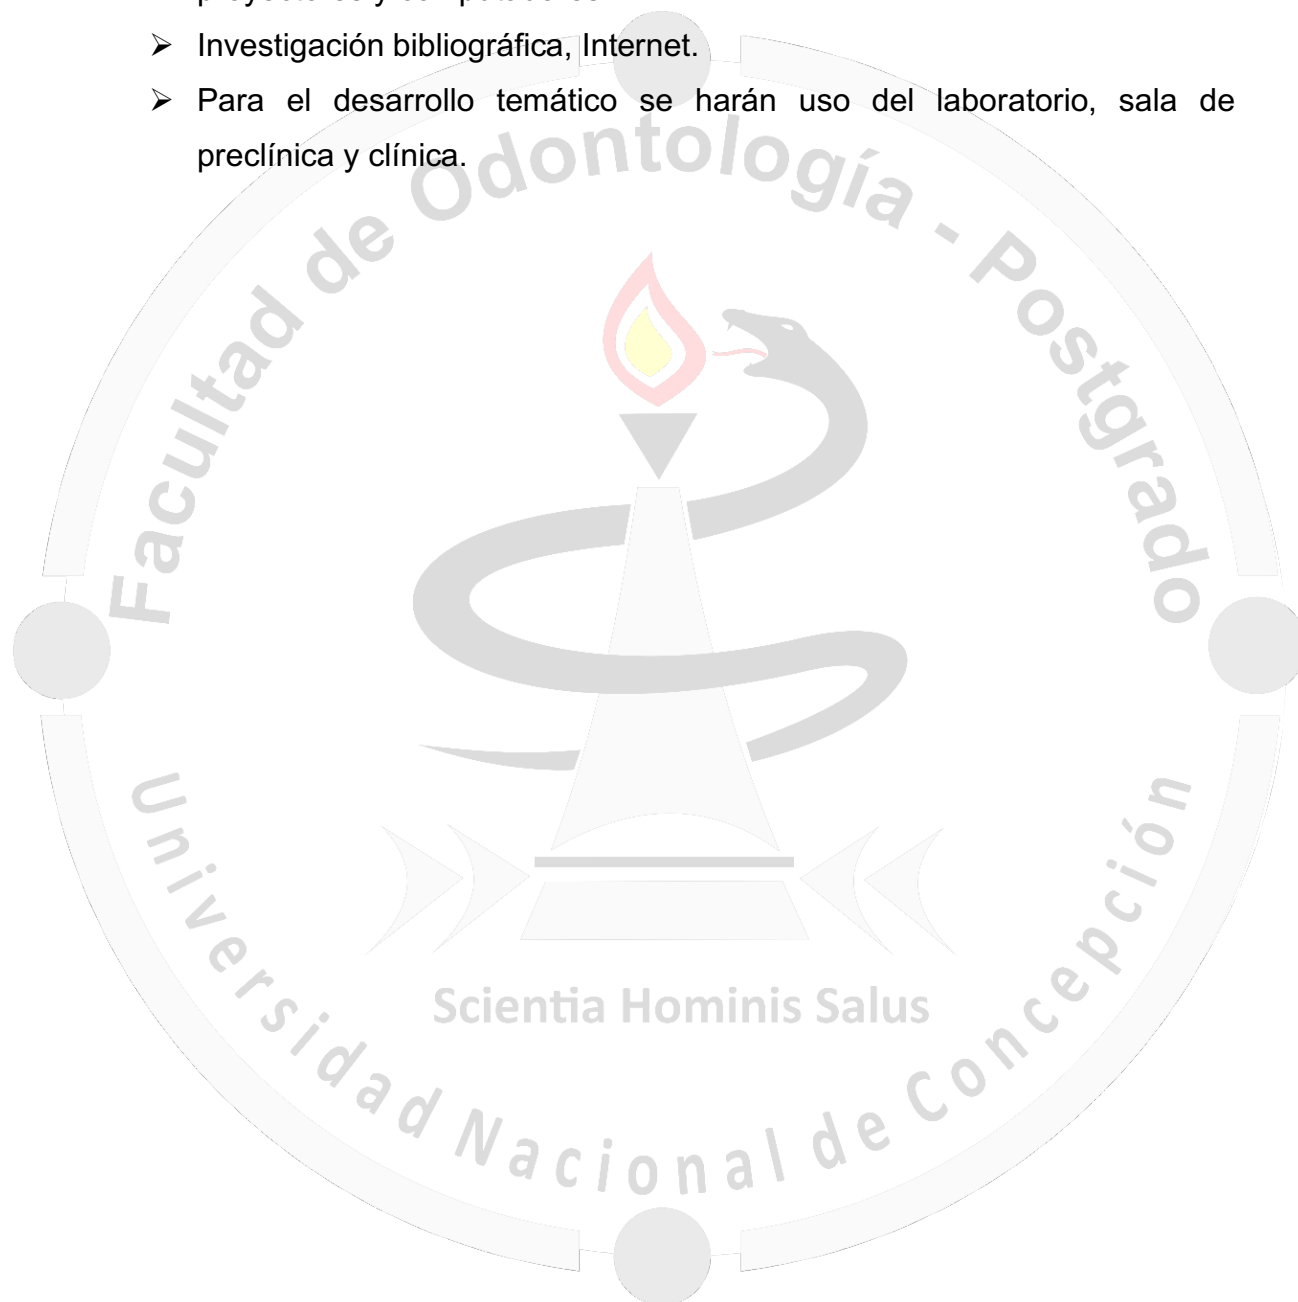 ➢ Investigación bibliográfica, Internet.
➢ Para el desarrollo temático se harán uso del laboratorio, sala de
preclínica y clínica.
Facultad de Odontología - Postgrado
Scientia Hominis Salus
Universidad Nacional de Concepción